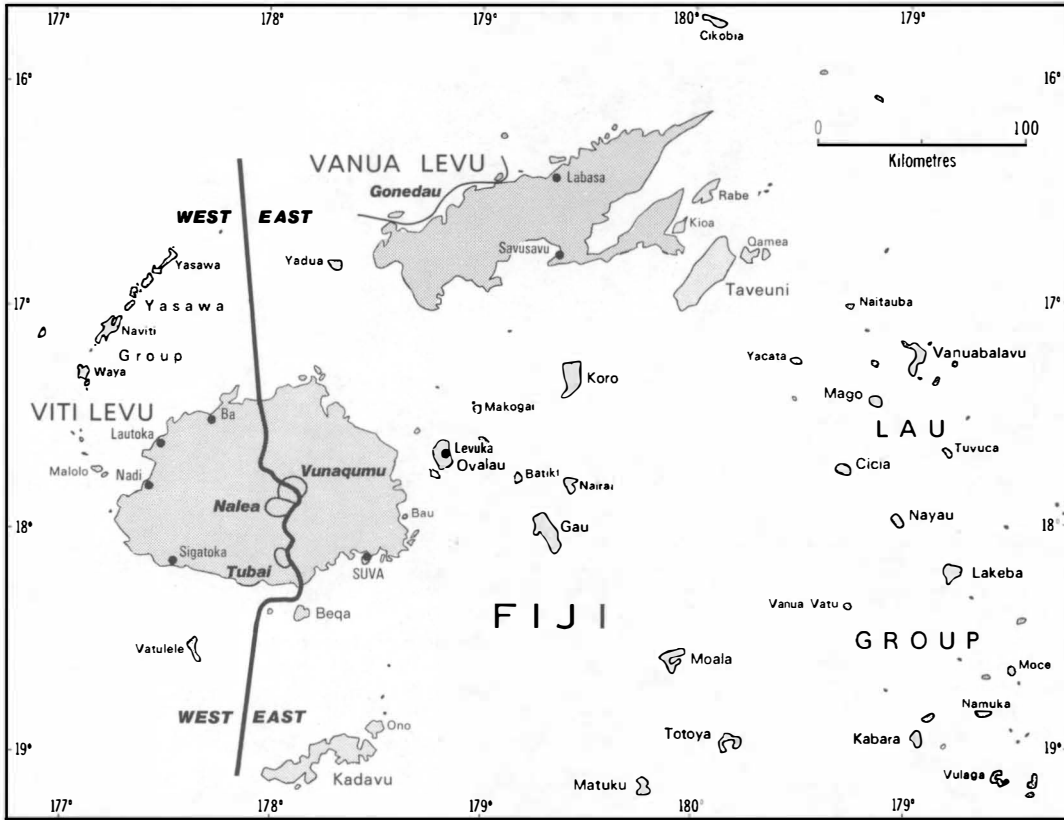 177°
178°
179°
180°
179°
Cikobia
16°
16°
0
100
Kilometres
VANUA LEVU
Gonedau
Labasa
Rabe
WEST
EAST
Kioa
Savusavu
Qamea
Yasawa
Yadua
Taveuni
17°
17°
Yasawa
Naitauba
Naviti
Group
Yacata
Vanuabalavu
Waya
Koro
Mago
VITI LEVU
Ba
Makogai
LAU
Lautoka
Levuka
Tuvuca
Ovalau
Malolo
Vunaqumu
Cicia
Nadi
Batiki
Nairai
Nalea
Bau
Nayau
18°
18°
Gau
Sigatoka
Tubai
SUVA
Lakeba
Beqa
Vanua Vatu
FIJI
GROUP
Vatulele
Moala
Moce
WEST
EAST
Ono
Namuka
Totoya
Kabara
19°
19°
Kadavu
Matuku
Vulaga
177°
178°
179°
180°
179°